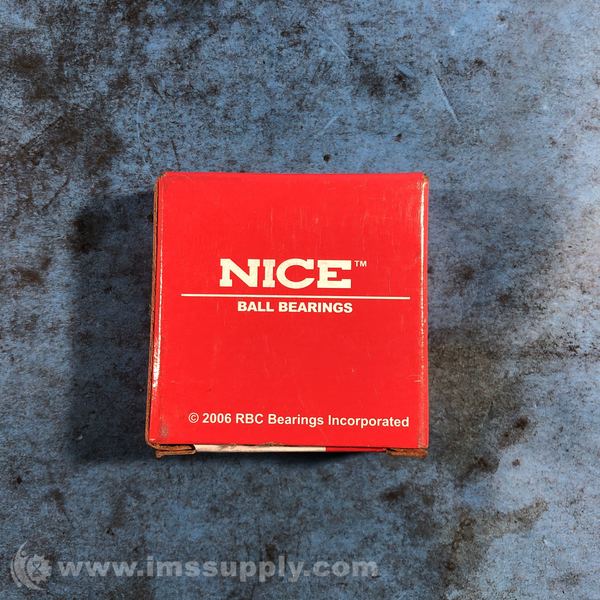 NICE™
BALL BEARINGS
© 2006 RBC Bearings Incorporated
www.imssupply.com